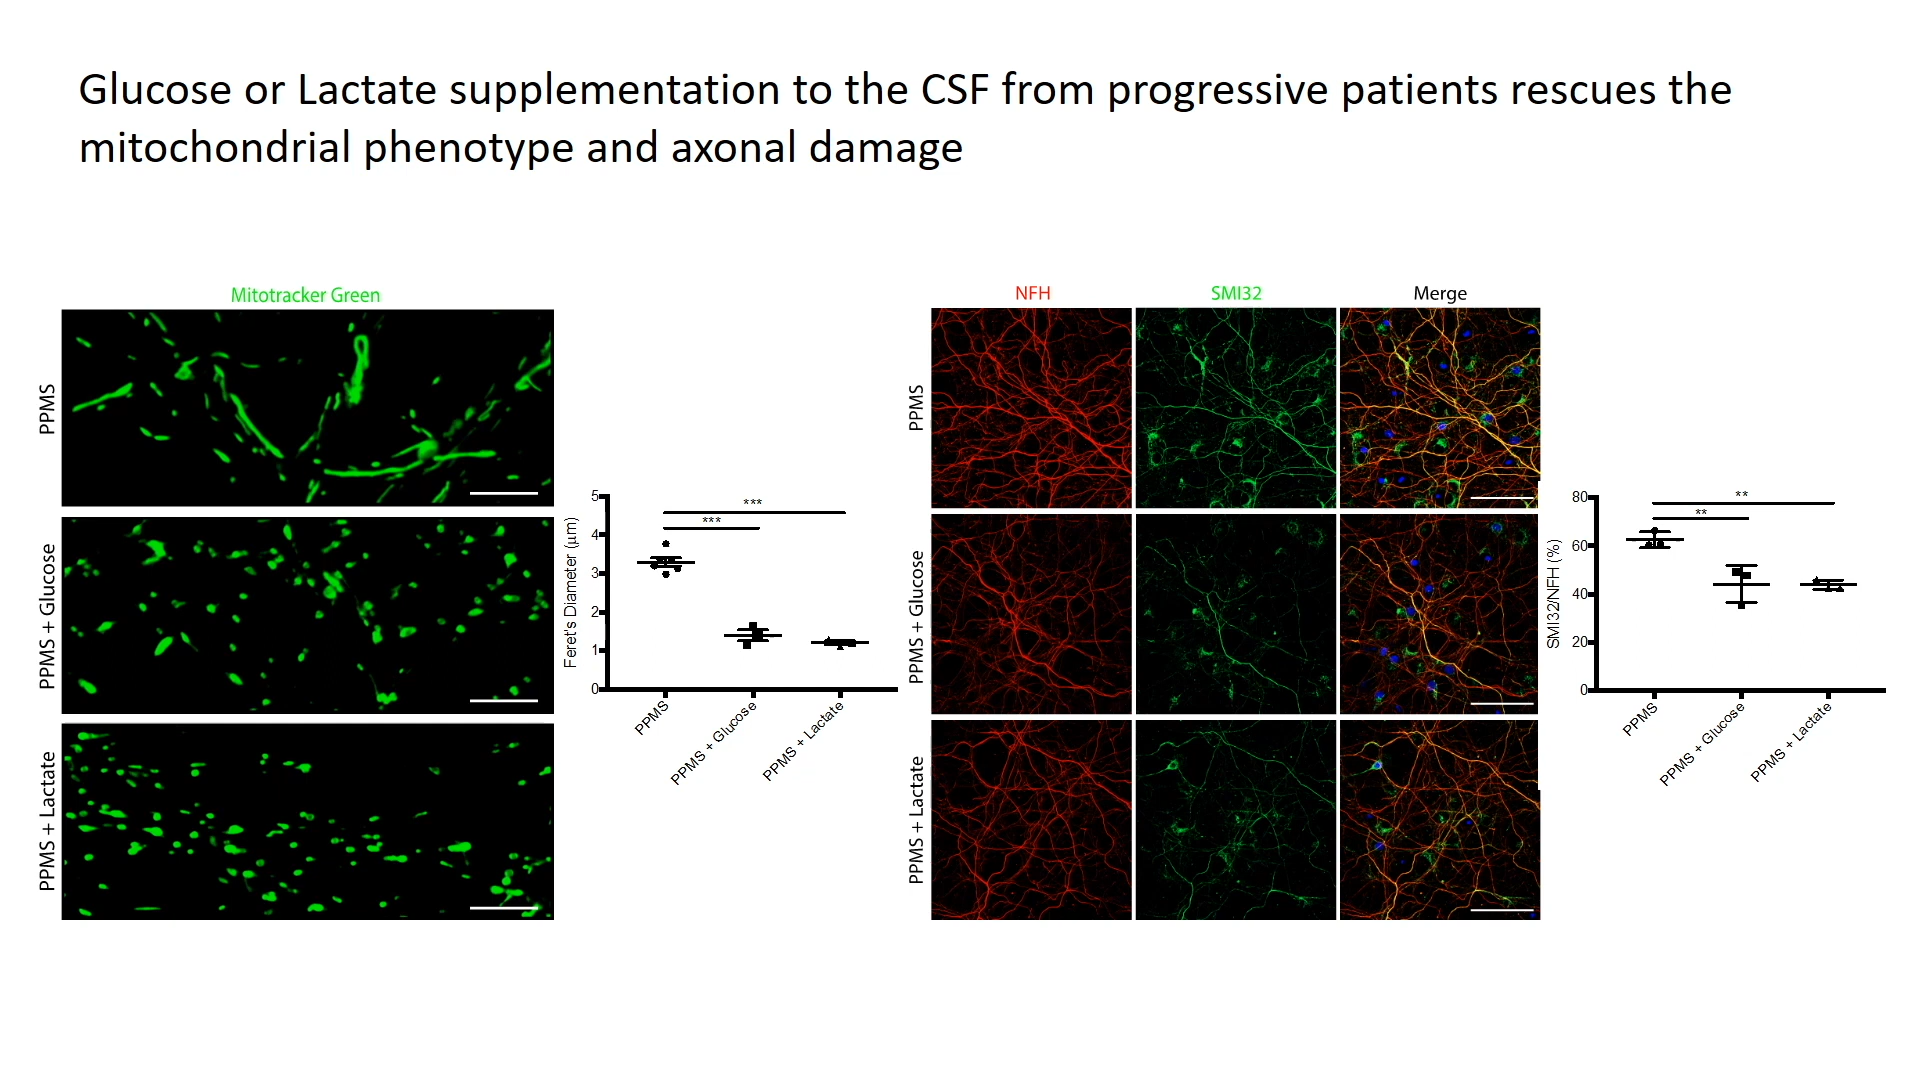 Glucose or Lactate supplementation to the CSF from progressive patients rescues the
mitochondrial phenotype and axonal damage
Mitotracker Green
PPMS
PPMS + Glucose
PPMS + Lactate
Feret's Diameter (µm)
5
4
3
2
1
0
***
***
PPMS
PPMS + Glucose
PPMS + Lactate
NFH
SMI32
Merge
PPMS
PPMS + Glucose
PPMS + Lactate
SMI32/NFH (%)
80
60
40
20
0
**
**
PPMS
PPMS + Glucose
PPMS + Lactate